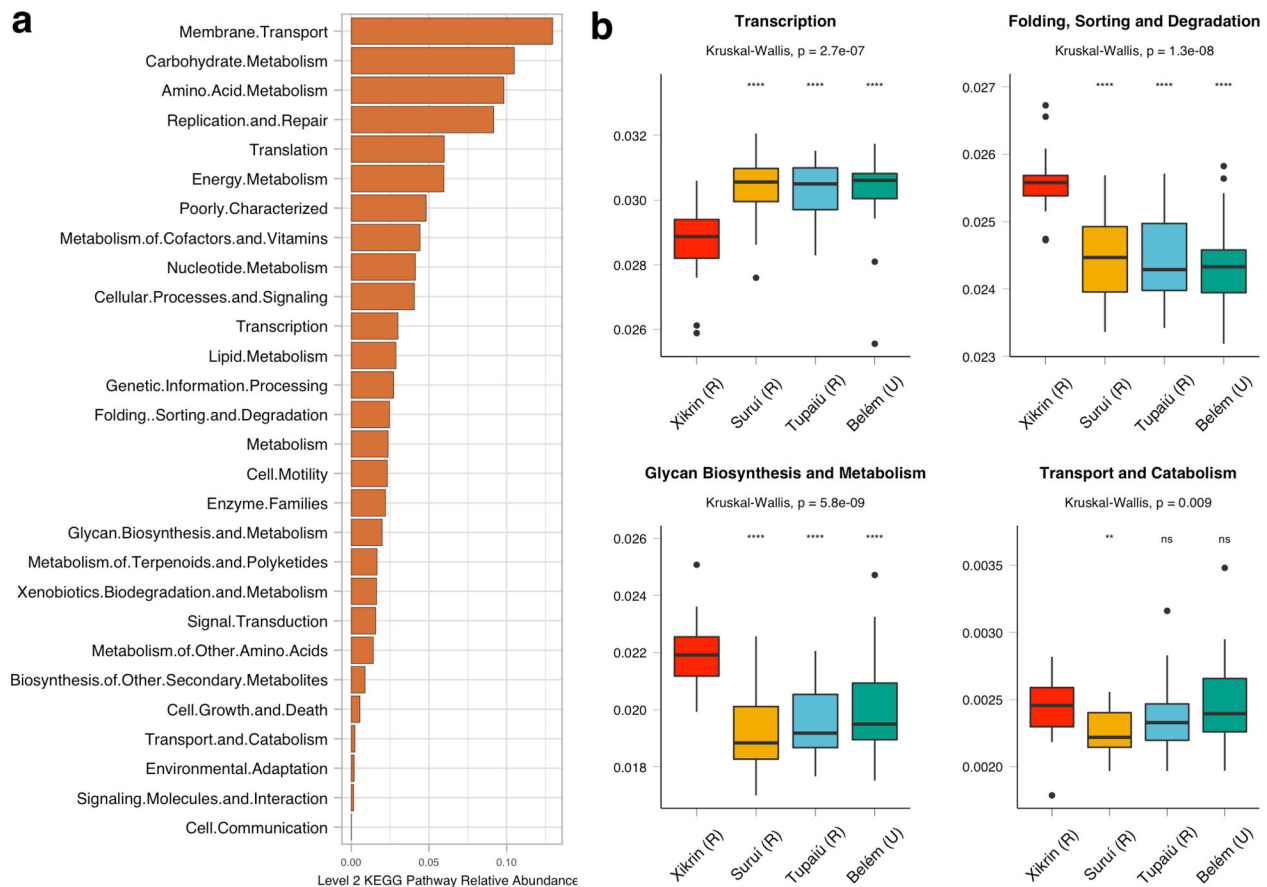 a
Membrane.Transport
Carbohydrate.Metabolism
Amino.Acid.Metabolism
Replication.and.Repair
Translation
Energy.Metabolism
Poorly.Characterized
Metabolism.of.Cofactors.and.Vitamins
Nucleotide.Metabolism
Cellular.Processes.and.Signaling
Transcription
Lipid.Metabolism
Genetic.Information.Processing
Folding..Sorting.and.Degradation
Metabolism
Cell.Motility
Enzyme.Families
Glycan.Biosynthesis.and.Metabolism
Metabolism.of.Terpenoids.and.Polyketides
Xenobiotics.Biodegradation.and.Metabolism
Signal.Transduction
Metabolism.of.Other.Amino.Acids
Biosynthesis.of.Other.Secondary.Metabolites
Cell.Growth.and.Death
Transport.and.Catabolism
Environmental.Adaptation
Signaling.Molecules.and.Interaction
Cell.Communication
0.00 0.05 0.10
Level 2 KEGG Pathway Relative Abundance
b
Transcription
Kruskal-Wallis, p = 2.7e-07
**** **** ****
0.032
0.030
0.028
0.026
Xikrin (R) Suruí (R) Tupaiú (R) Belém (U)
Folding, Sorting and Degradation
Kruskal-Wallis, p = 1.3e-08
**** **** ****
0.027
0.026
0.025
0.024
0.023
Xikrin (R) Suruí (R) Tupaiú (R) Belém (U)
Glycan Biosynthesis and Metabolism
Kruskal-Wallis, p = 5.8e-09
**** **** ****
0.026
0.024
0.022
0.020
0.018
Xikrin (R) Suruí (R) Tupaiú (R) Belém (U)
Transport and Catabolism
Kruskal-Wallis, p = 0.009
** ns ns
0.0035
0.0030
0.0025
0.0020
Xikrin (R) Suruí (R) Tupaiú (R) Belém (U)